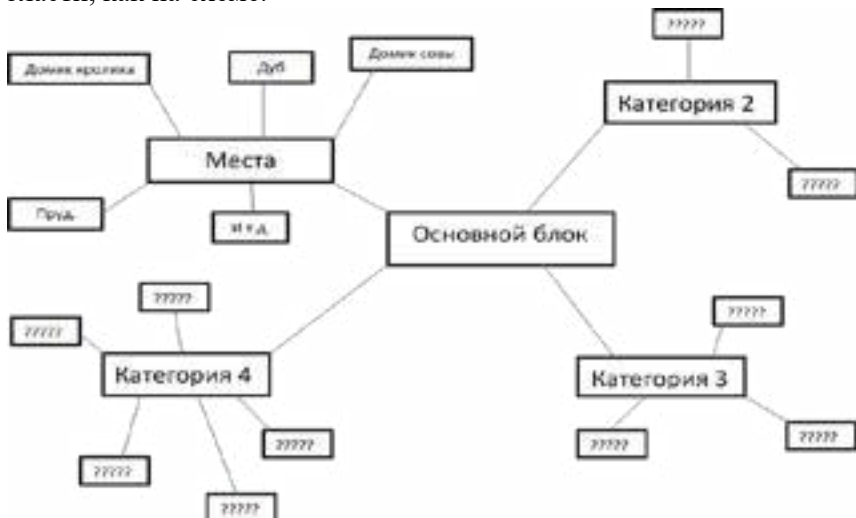 ?????
Домик кролика
Дуб
Домик совы
Категория 2
Места
?????
Пруд
И т.д.
Основной блок
?????
?????
?????
Категория 4
Категория 3
?????
?????
?????
?????
?????